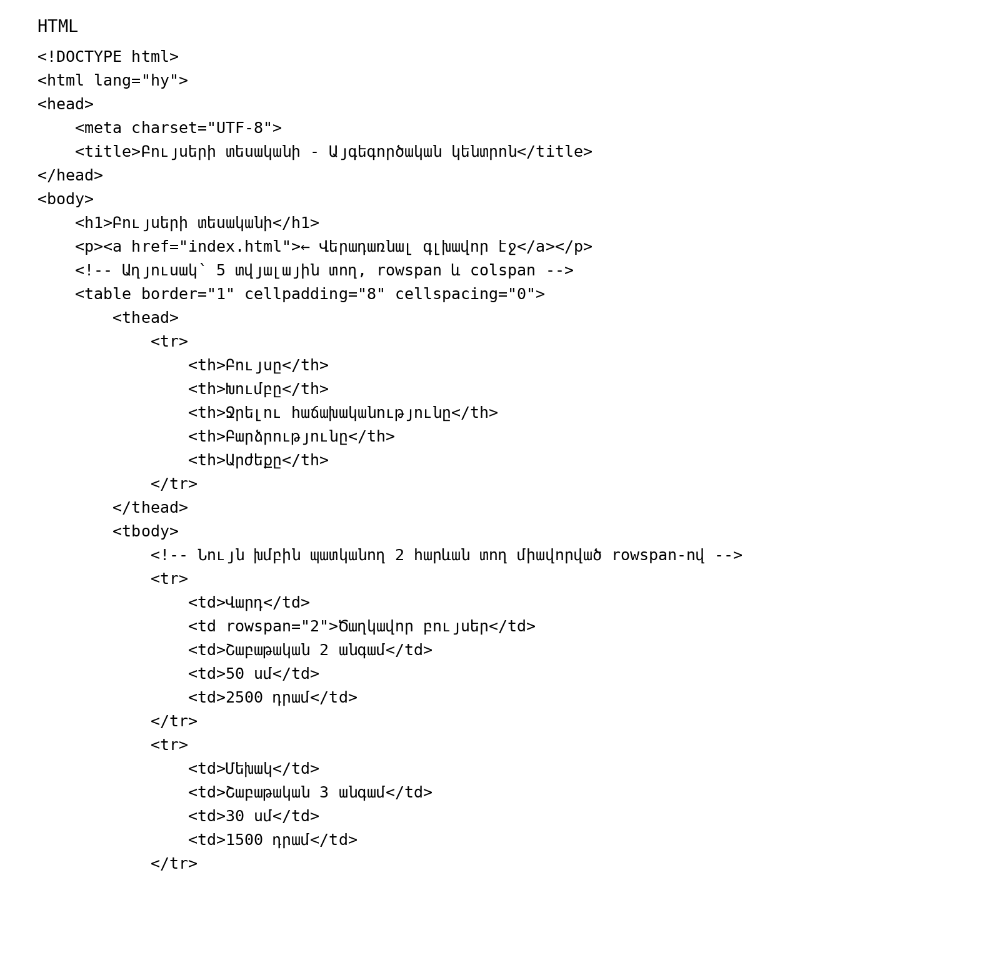 HTML
<!DOCTYPE html>
<html lang="hy">
<head>
    <meta charset="UTF-8">
    <title>Բույսերի տեսականի - Այգեգործական կենտրոն</title>
</head>
<body>
    <h1>Բույսերի տեսականի</h1>
    <p><a href="index.html">← Վերադառնալ գլխավոր էջ</a></p>
    <!-- Աղյուսակ՝ 5 տվյալային տող, rowspan և colspan -->
    <table border="1" cellpadding="8" cellspacing="0">
        <thead>
            <tr>
                <th>Բույսը</th>
                <th>Խումբը</th>
                <th>Ջրելու հաճախականությունը</th>
                <th>Բարձրությունը</th>
                <th>Արժեքը</th>
            </tr>
        </thead>
        <tbody>
            <!-- Նույն խմբին պատկանող 2 հարևան տող միավորված rowspan-ով -->
            <tr>
                <td>Վարդ</td>
                <td rowspan="2">Ծաղկավոր բույսեր</td>
                <td>Շաբաթական 2 անգամ</td>
                <td>50 սմ</td>
                <td>2500 դրամ</td>
            </tr>
            <tr>
                <td>Մեխակ</td>
                <td>Շաբաթական 3 անգամ</td>
                <td>30 սմ</td>
                <td>1500 դրամ</td>
            </tr>